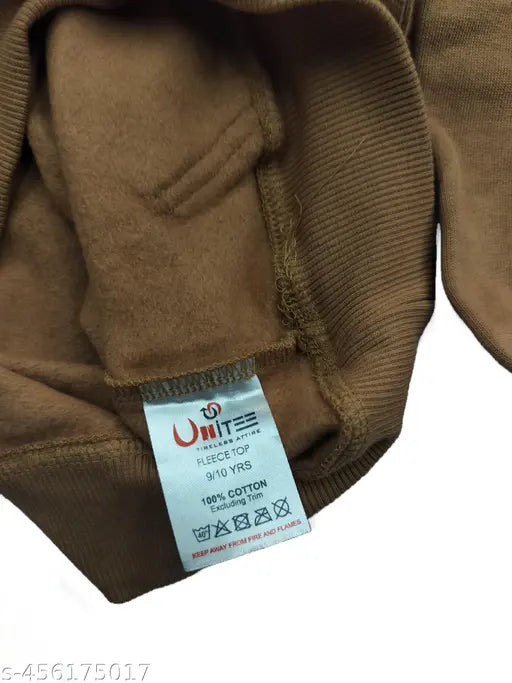 UNITEE
TIMELESS ATTIRE
FLEECE TOP
9/10 YRS
100% COTTON
Excluding Trim
40°
KEEP AWAY FROM FIRE AND FLAMES
s-456175017